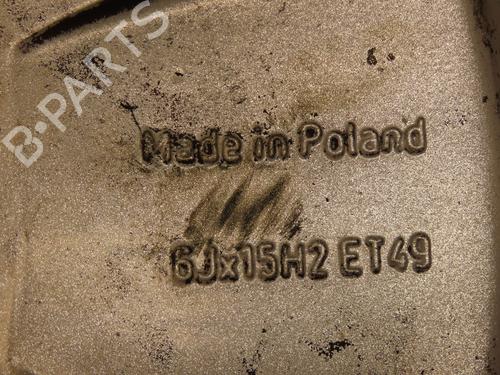 B-PARTS
Made in Poland
6Jx15H2 ET49